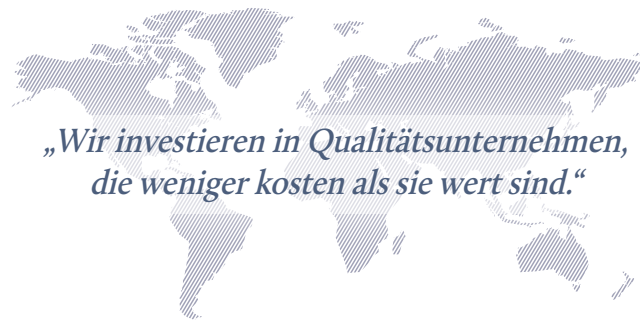 „Wir investieren in Qualitätsunternehmen,
die weniger kosten als sie wert sind.“